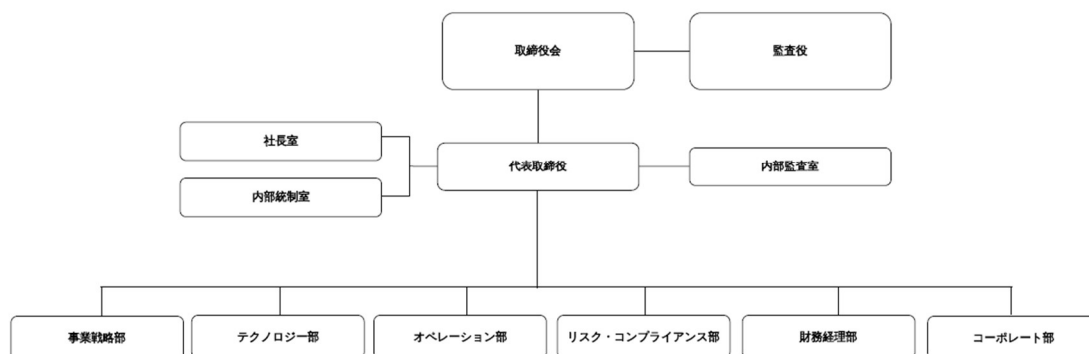 取締役会
監査役
社長室
代表取締役
内部監査室
内部統制室
事業戦略部
テクノロジー部
オペレーション部
リスク・コンプライアンス部
財務経理部
コーポレート部